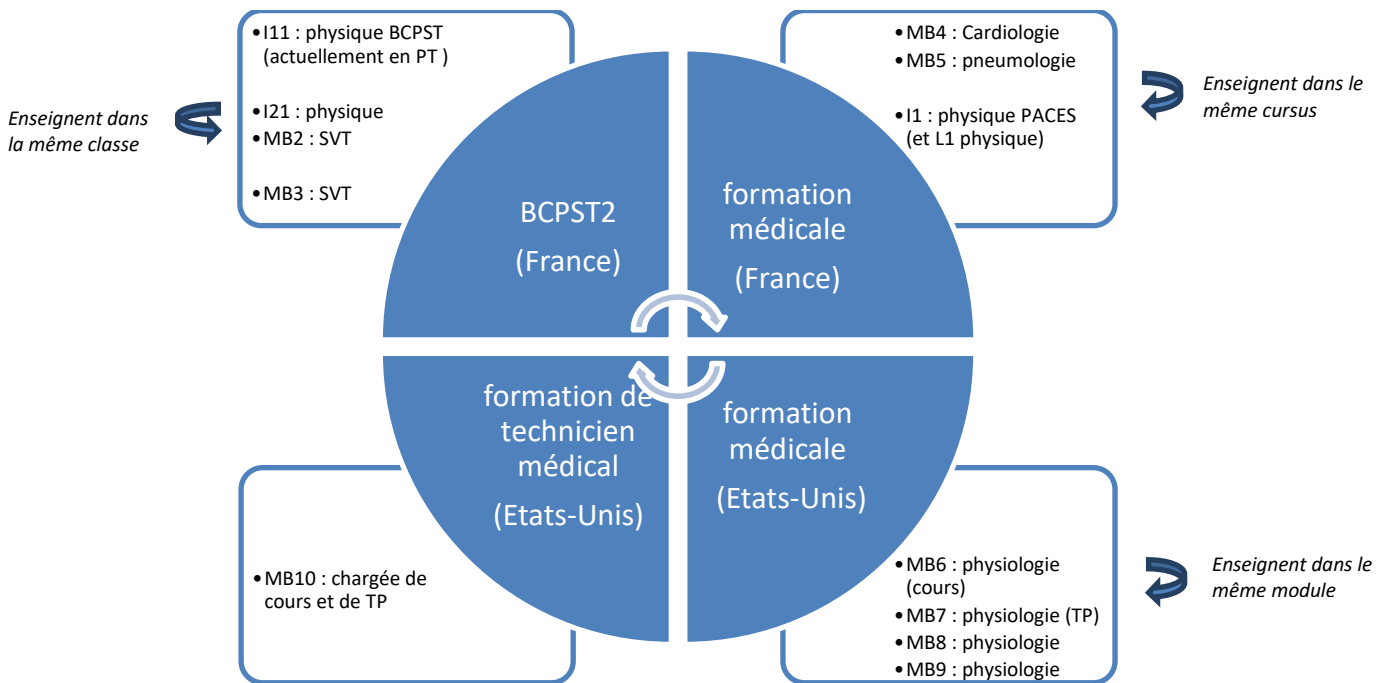 •I11 : physique BCPST
(actuellement en PT )
•I21 : physique
•MB2 : SVT
•MB3 : SVT
Enseignent dans
la même classe
BCPST2
(France)
•MB4 : Cardiologie
•MB5 : pneumologie
•I1 : physique PACES
(et L1 physique)
Enseignent dans le
même cursus
formation
médicale
(France)
formation de
technicien
médical
(Etats-Unis)
•MB10 : chargée de
cours et de TP
formation
médicale
(Etats-Unis)
•MB6 : physiologie
(cours)
•MB7 : physiologie (TP)
•MB8 : physiologie
•MB9 : physiologie
Enseignent dans le
même module